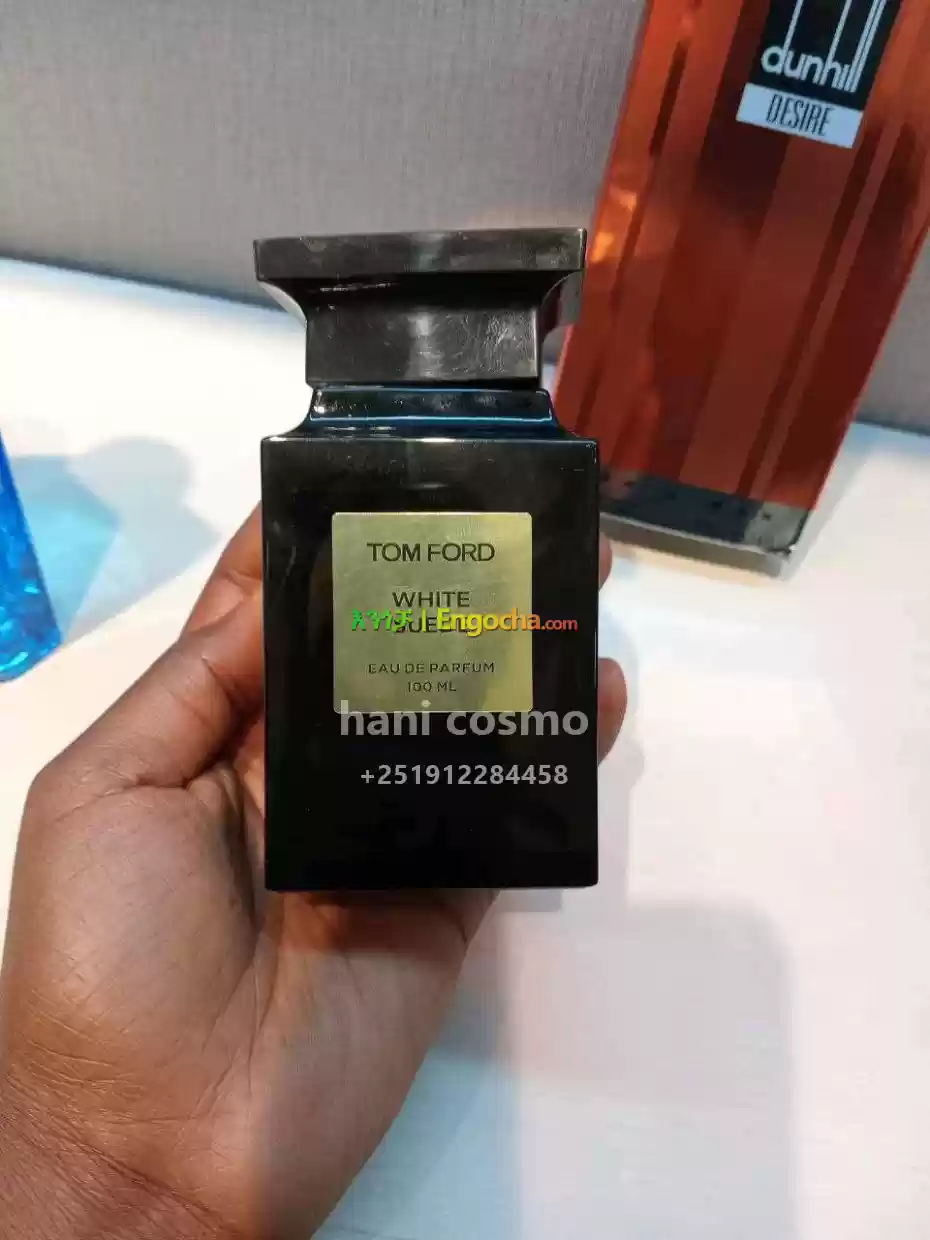 dunhill
DESIRE
TOM FORD
WHITE
እንጎቻ | Engocha.com
EAU DE PARFUM
100 ML
hani cosmo
+251912284458